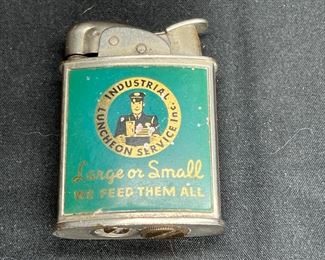 INDUSTRIAL
LUNCHEON SERVICE Inc.
Large or Small
WE FEED THEM ALL